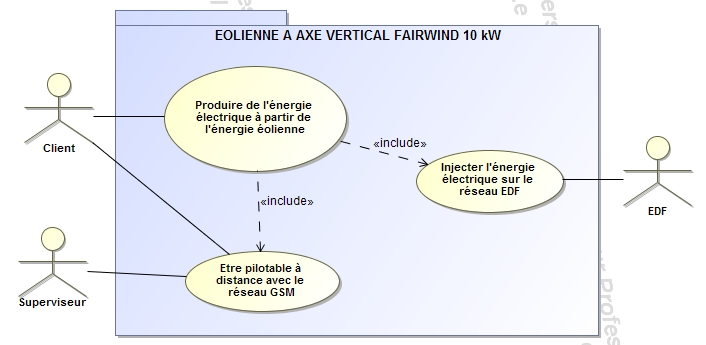 EOLIENNE A AXE VERTICAL FAIRWIND 10 kW
Produire de l'énergie
électrique à partir de
l'énergie éolienne
Client
«include»
Injecter l'énergie
électrique sur le
réseau EDF
EDF
«include»
Etre pilotable à
distance avec le
réseau GSM
Superviseur